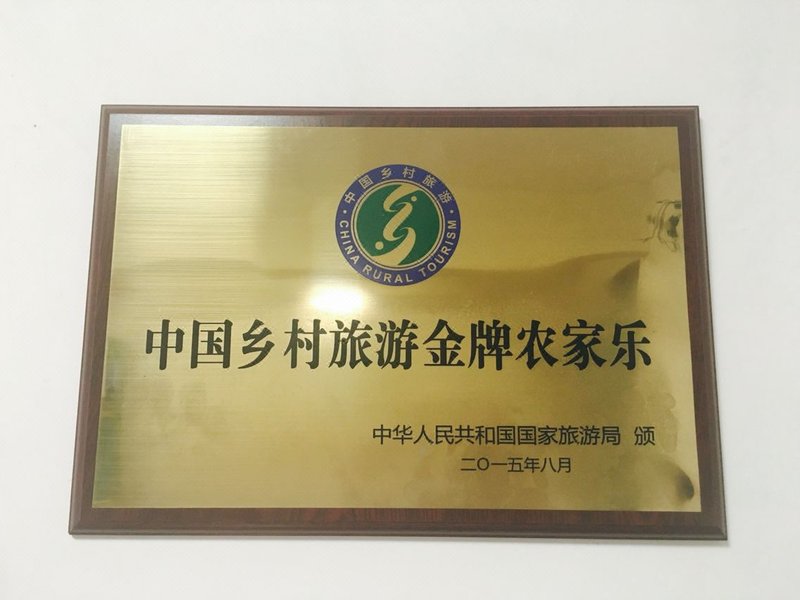 中国乡村旅游
CHINA RURAL TOURISM
中国乡村旅游金牌农家乐
中华人民共和国国家旅游局 颁
二〇一五年八月